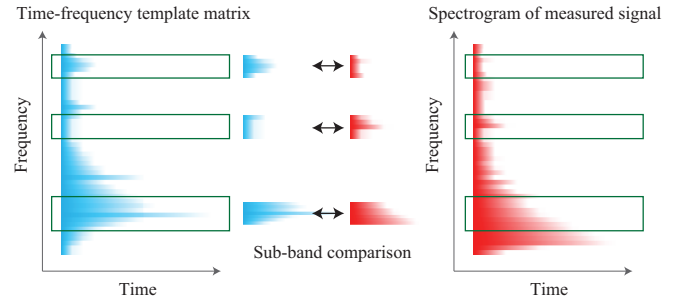 Time-frequency template matrix
Spectrogram of measured signal
Frequency
Frequency
Sub-band comparison
Time
Time